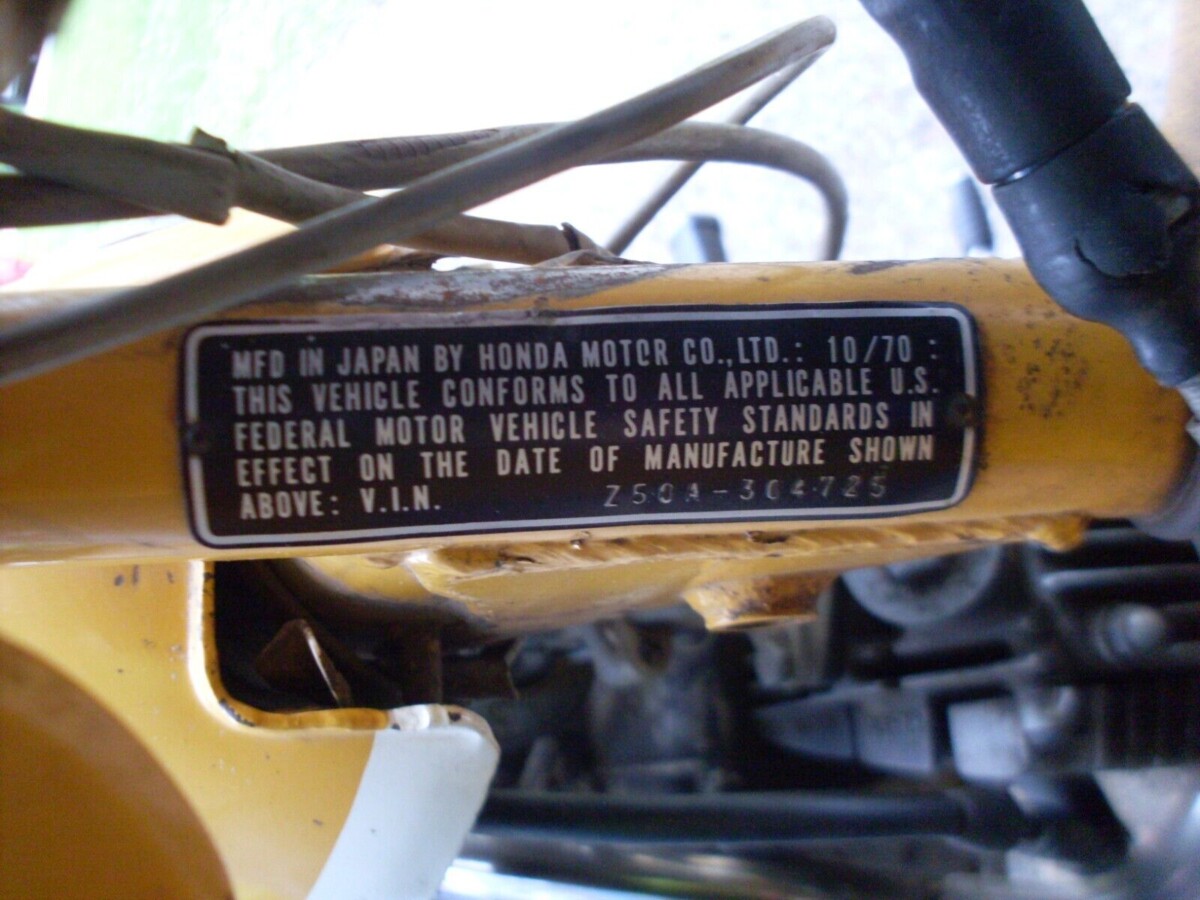 MFD IN JAPAN BY HONDA MOTOR CO.,LTD.: 10/70 :
THIS VEHICLE CONFORMS TO ALL APPLICABLE U.S.
FEDERAL MOTOR VEHICLE SAFETY STANDARDS IN
EFFECT ON THE DATE OF MANUFACTURE SHOWN
ABOVE: V.I.N. Z50A-304725